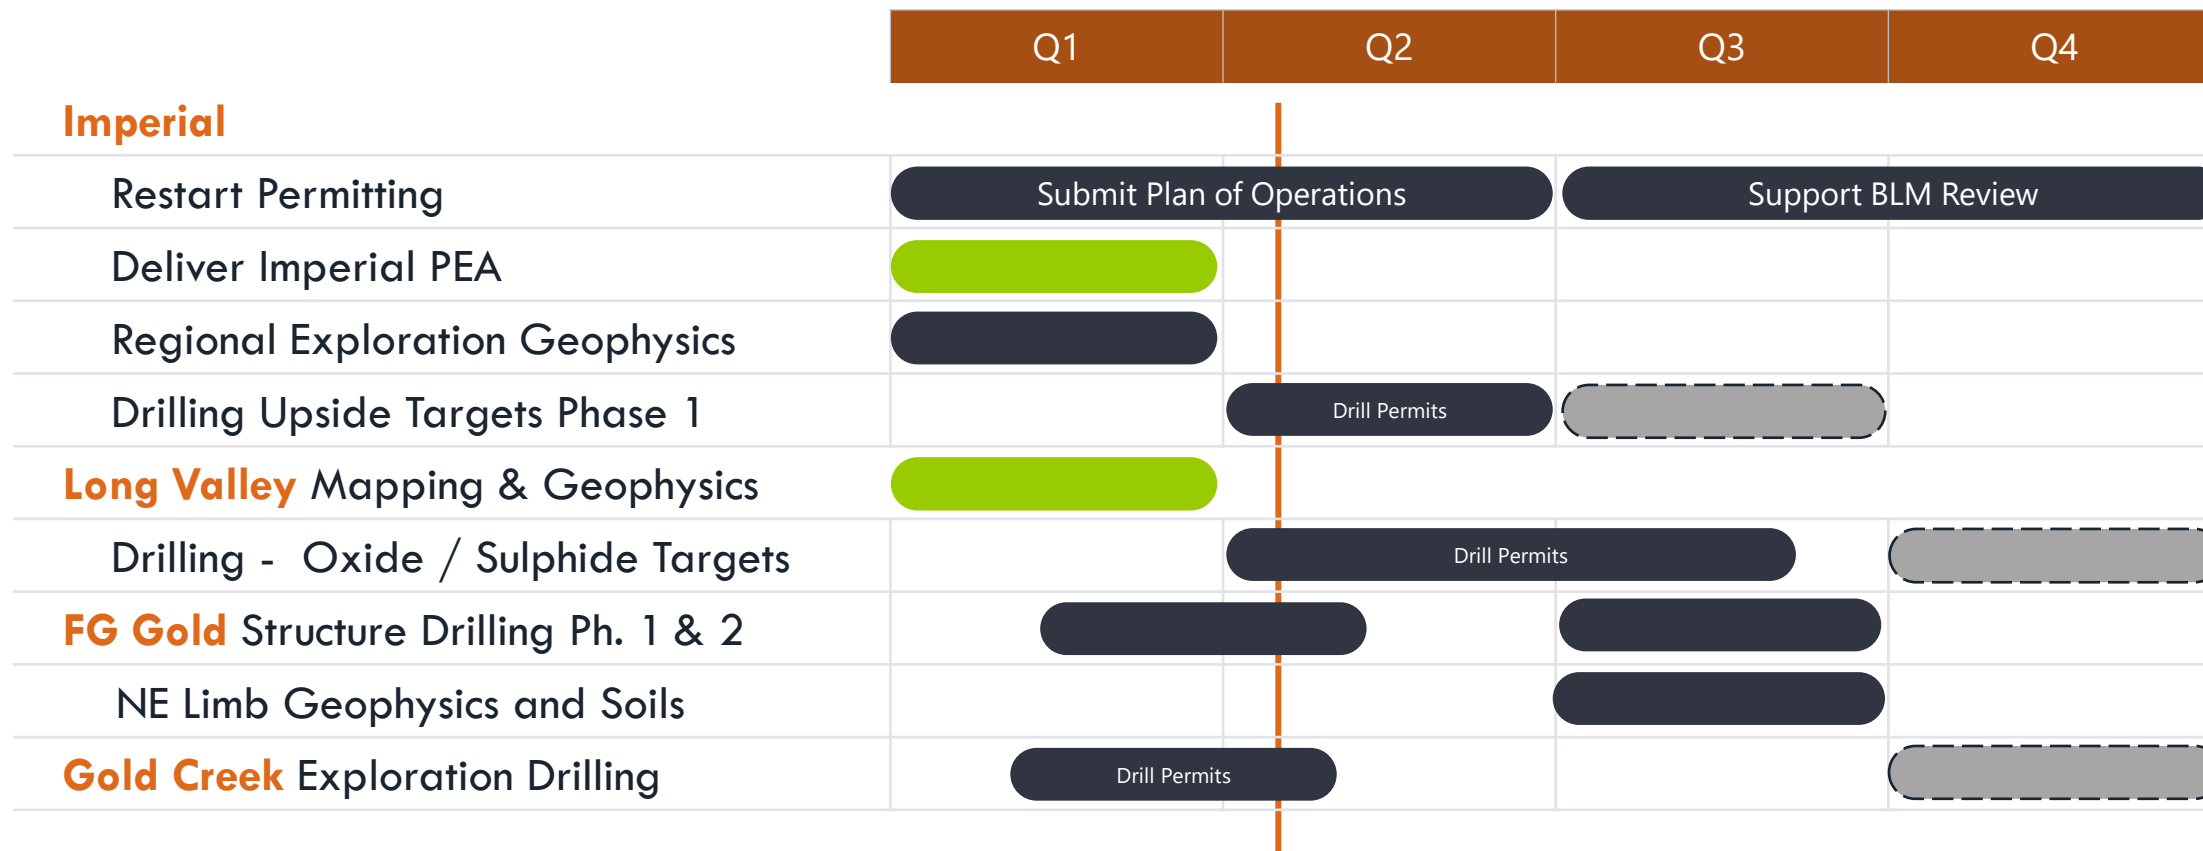 Q1 Q2 Q3 Q4
Imperial
Restart Permitting Submit Plan of Operations Support BLM Review
Deliver Imperial PEA
Regional Exploration Geophysics
Drilling Upside Targets Phase 1 Drill Permits
Long Valley Mapping & Geophysics
Drilling - Oxide / Sulphide Targets Drill Permits
FG Gold Structure Drilling Ph. 1 & 2
NE Limb Geophysics and Soils
Gold Creek Exploration Drilling Drill Permits